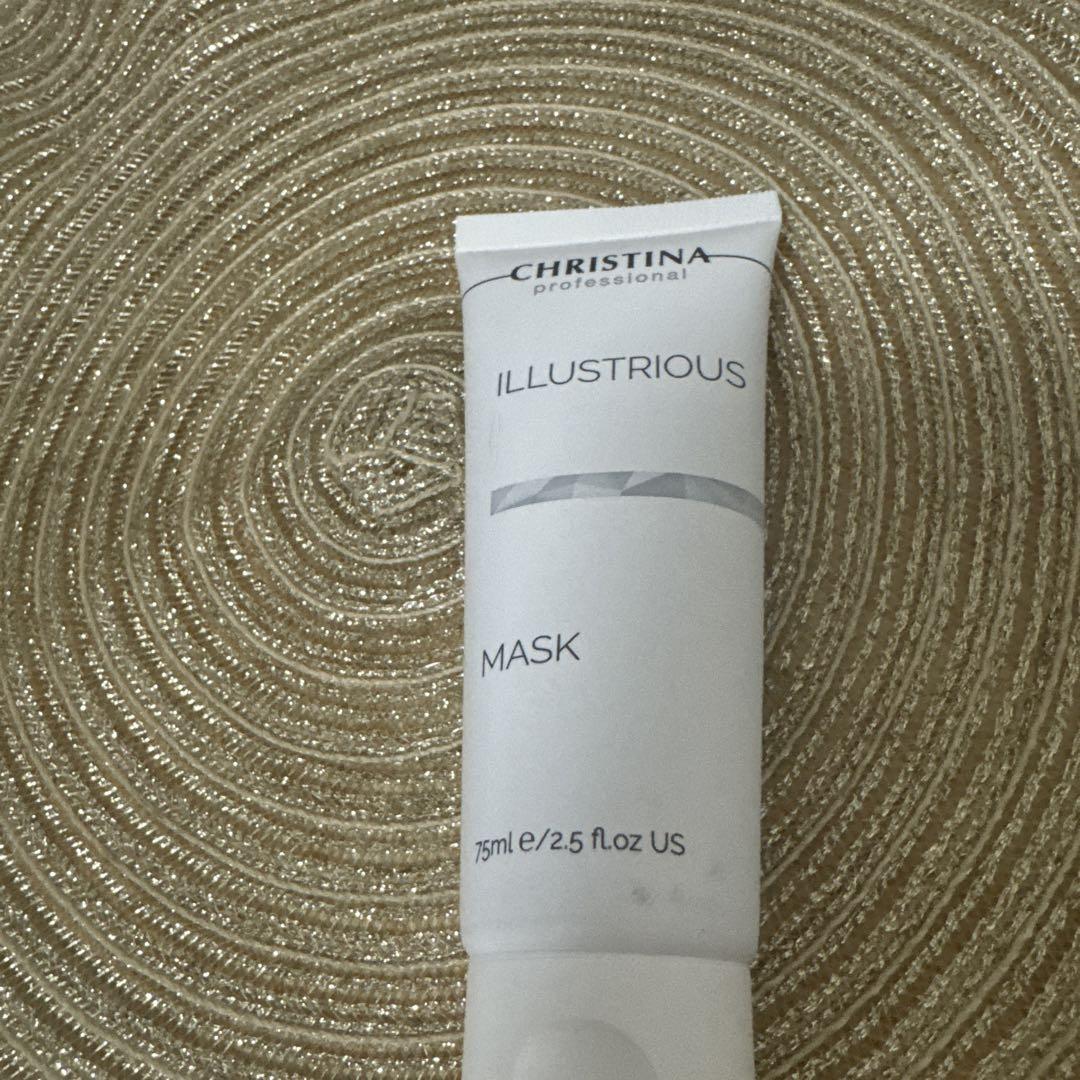 CHRISTINA
professional
ILLUSTRIOUS
MASK
75ml e/2.5 fl.oz US